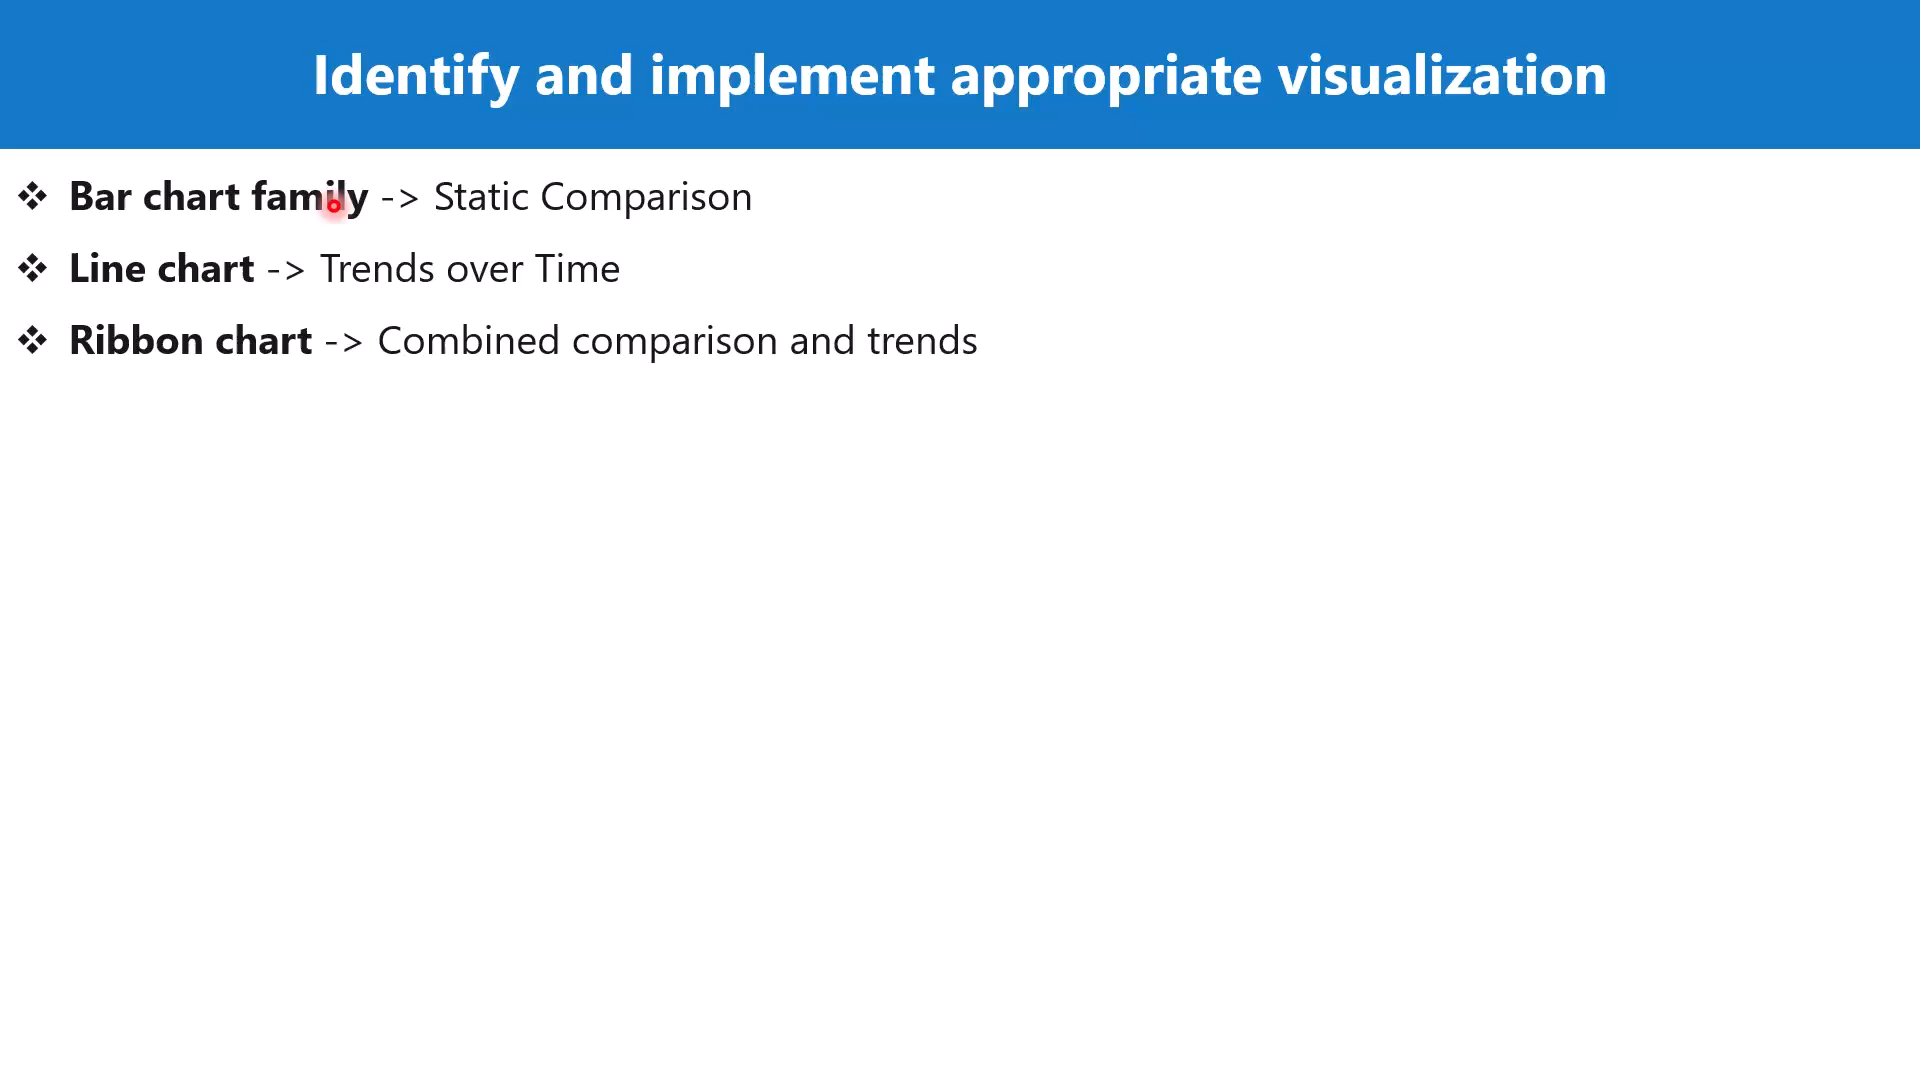 Identify and implement appropriate visualization
❖ Bar chart family -> Static Comparison
❖ Line chart -> Trends over Time
❖ Ribbon chart -> Combined comparison and trends